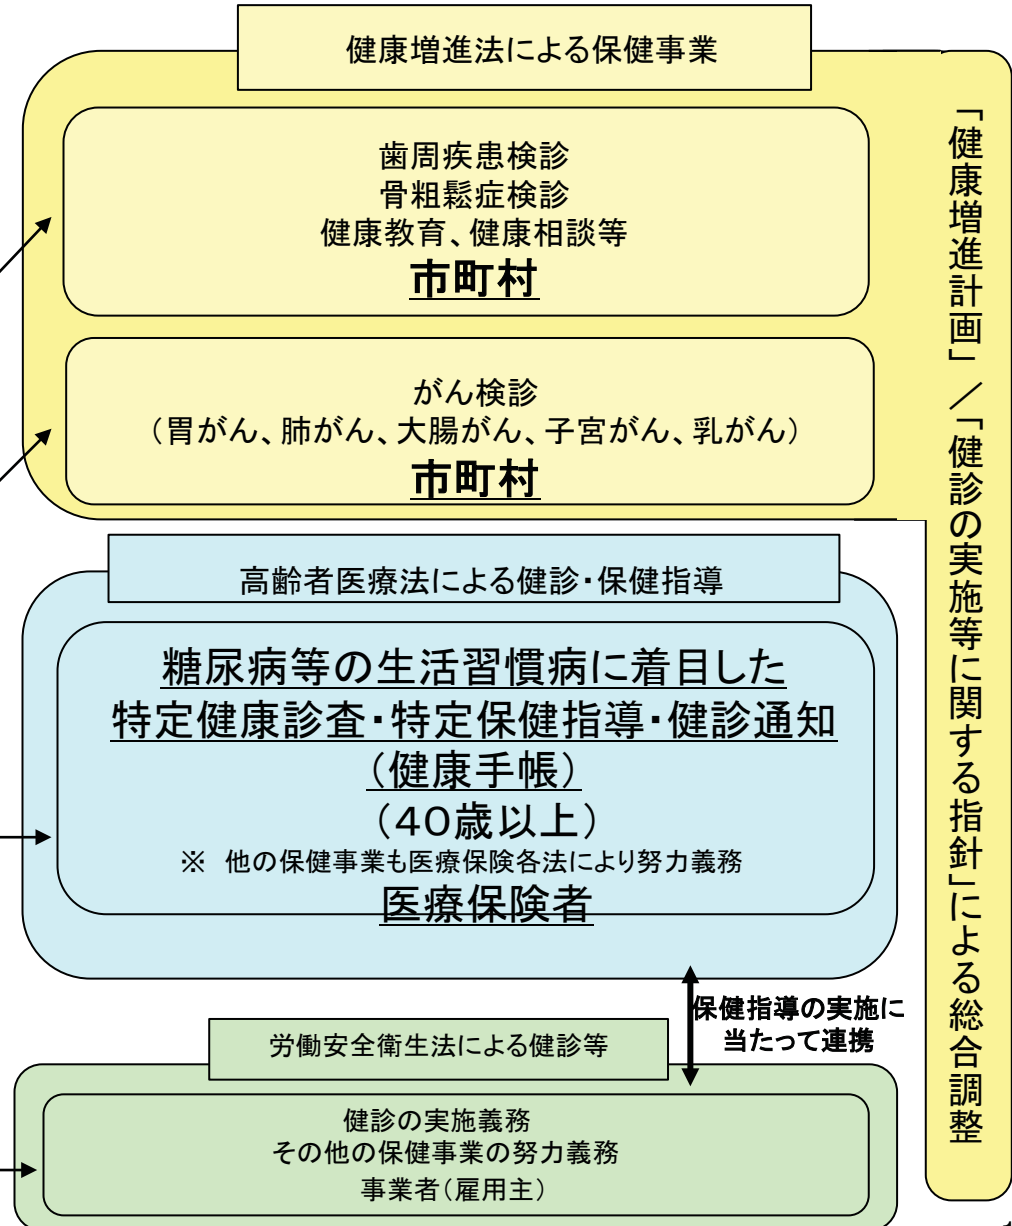 健康増進法による保健事業
歯周疾患検診
骨粗鬆症検診
健康教育、健康相談等
市町村
がん検診
（胃がん、肺がん、大腸がん、子宮がん、乳がん）
市町村
高齢者医療法による健診・保健指導
糖尿病等の生活習慣病に着目した
特定健康診査・特定保健指導・健診通知
（健康手帳）
（４０歳以上）
※　他の保健事業も医療保険各法により努力義務
医療保険者
保健指導の実施に
当たって連携
労働安全衛生法による健診等
健診の実施義務
その他の保健事業の努力義務
事業者（雇用主）
「健康増進計画」／「健診の実施等に関する指針」による総合調整